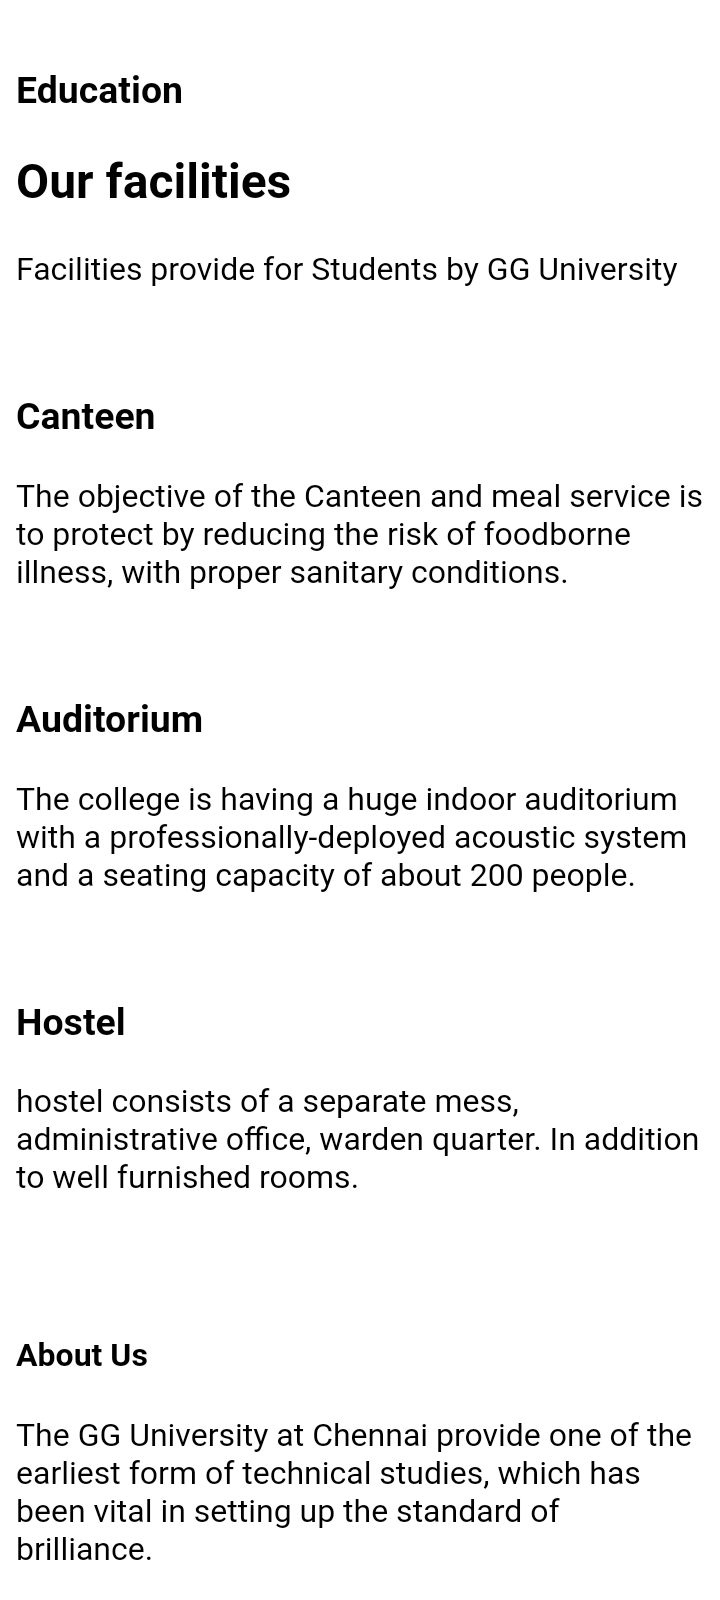 Education
Our facilities
Facilities provide for Students by GG University
Canteen
The objective of the Canteen and meal service is
to protect by reducing the risk of foodborne
illness, with proper sanitary conditions.
Auditorium
The college is having a huge indoor auditorium
with a professionally-deployed acoustic system
and a seating capacity of about 200 people.
Hostel
hostel consists of a separate mess,
administrative office, warden quarter. In addition
to well furnished rooms.
About Us
The GG University at Chennai provide one of the
earliest form of technical studies, which has
been vital in setting up the standard of
brilliance.